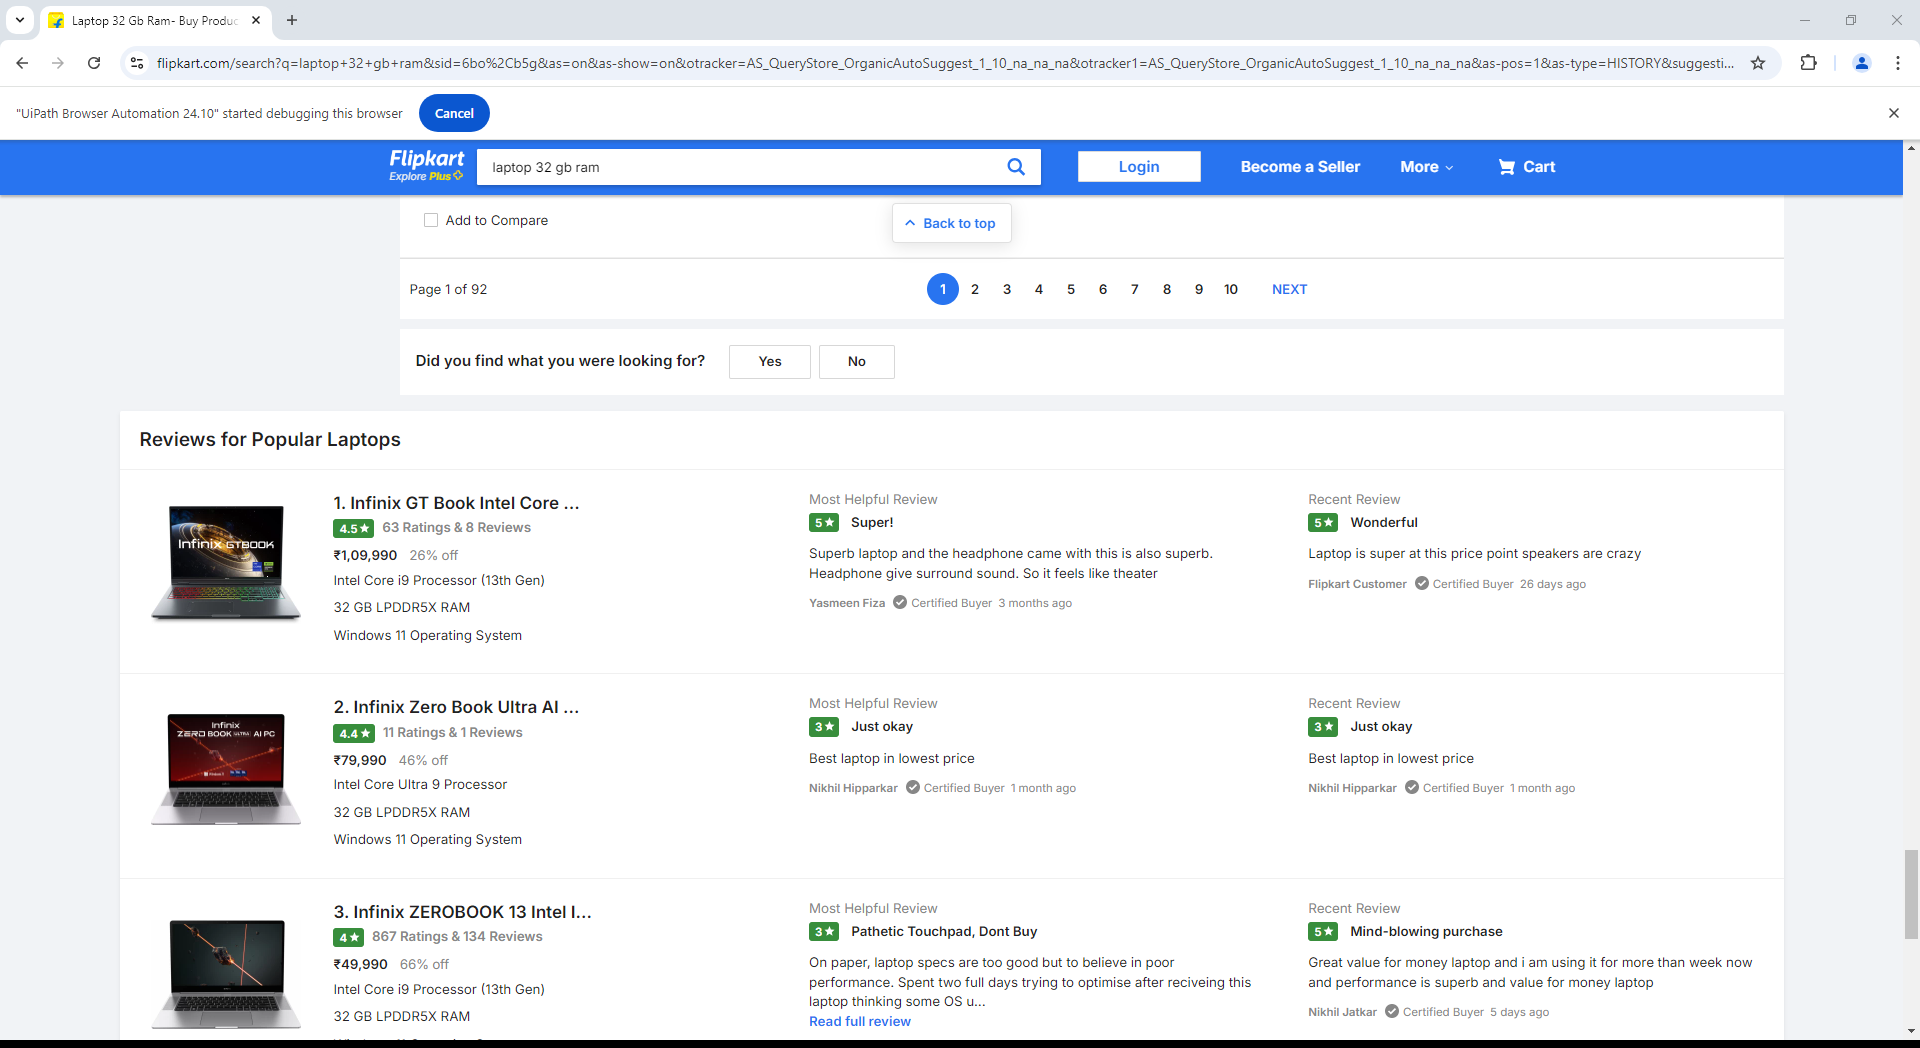 Laptop 32 Gb Ram- Buy Produc
flipkart.com/search?q=laptop+32+gb+ram&sid=6bo%2Cb5g&as=on&as-show=on&otracker=AS_QueryStore_OrganicAutoSuggest_1_10_na_na_na&otracker1=AS_QueryStore_OrganicAutoSuggest_1_10_na_na_na&as-pos=1&as-type=HISTORY&suggesti...
"UiPath Browser Automation 24.10" started debugging this browser
Cancel
Flipkart
Explore Plus
laptop 32 gb ram
Login
Become a Seller
More
Cart
Add to Compare
Back to top
Page 1 of 92
1 2 3 4 5 6 7 8 9 10 NEXT
Did you find what you were looking for?
Yes
No
Reviews for Popular Laptops
Infinix GTBOOK
1. Infinix GT Book Intel Core ...
4.5★ 63 Ratings & 8 Reviews
₹1,09,990 26% off
Intel Core i9 Processor (13th Gen)
32 GB LPDDR5X RAM
Windows 11 Operating System
Most Helpful Review
5★ Super!
Superb laptop and the headphone came with this is also superb.
Headphone give surround sound. So it feels like theater
Yasmeen Fiza Certified Buyer 3 months ago
Recent Review
5★ Wonderful
Laptop is super at this price point speakers are crazy
Flipkart Customer Certified Buyer 26 days ago
Infinix
ZERO BOOK ULTRA AI PC
2. Infinix Zero Book Ultra AI ...
4.4★ 11 Ratings & 1 Reviews
₹79,990 46% off
Intel Core Ultra 9 Processor
32 GB LPDDR5X RAM
Windows 11 Operating System
Most Helpful Review
3★ Just okay
Best laptop in lowest price
Nikhil Hipparkar Certified Buyer 1 month ago
Recent Review
3★ Just okay
Best laptop in lowest price
Nikhil Hipparkar Certified Buyer 1 month ago
3. Infinix ZEROBOOK 13 Intel I...
4★ 867 Ratings & 134 Reviews
₹49,990 66% off
Intel Core i9 Processor (13th Gen)
32 GB LPDDR5X RAM
Most Helpful Review
3★ Pathetic Touchpad, Dont Buy
On paper, laptop specs are too good but to believe in poor
performance. Spent two full days trying to optimise after reciveing this
laptop thinking some OS u...
Read full review
Recent Review
5★ Mind-blowing purchase
Great value for money laptop and i am using it for more than week now
and performance is superb and value for money laptop
Nikhil Jatkar Certified Buyer 5 days ago